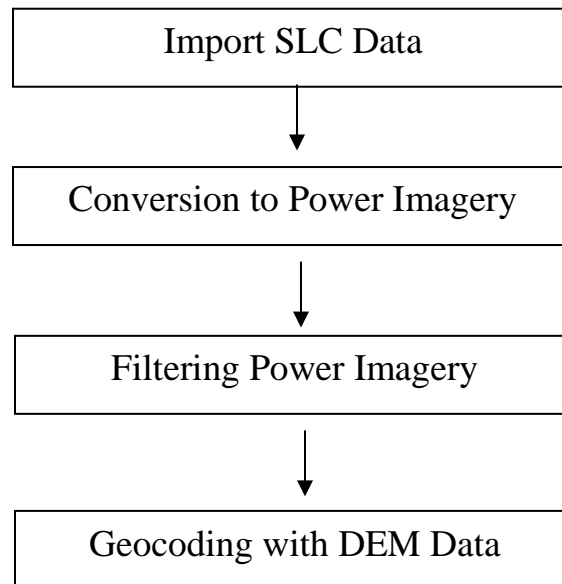 Import SLC Data
Conversion to Power Imagery
Filtering Power Imagery
Geocoding with DEM Data